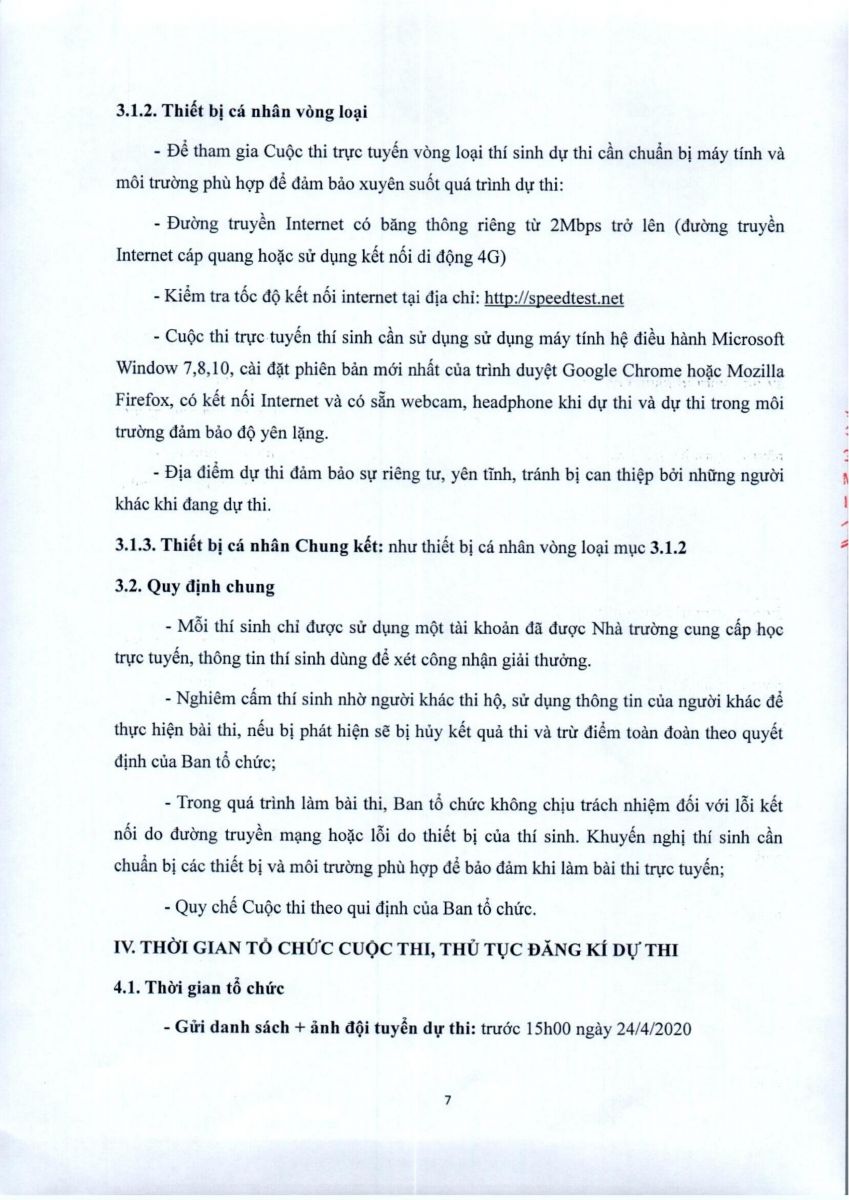 3.1.2. Thiết bị cá nhân vòng loại
- Để tham gia Cuộc thi trực tuyến vòng loại thí sinh dự thi cần chuẩn bị máy tính và
môi trường phù hợp để đảm bảo xuyên suốt quá trình dự thi:
- Đường truyền Internet có băng thông riêng từ 2Mbps trở lên (đường truyền
Internet cáp quang hoặc sử dụng kết nối di động 4G)
- Kiểm tra tốc độ kết nối internet tại địa chỉ: http://speedtest.net
- Cuộc thi trực tuyến thí sinh cần sử dụng sử dụng máy tính hệ điều hành Microsoft
Window 7,8,10, cài đặt phiên bản mới nhất của trình duyệt Google Chrome hoặc Mozilla
Firefox, có kết nối Internet và có sẵn webcam, headphone khi dự thi và dự thi trong môi
trường đảm bảo độ yên lặng.
- Địa điểm dự thi đảm bảo sự riêng tư, yên tĩnh, tránh bị can thiệp bởi những người
khác khi đang dự thi.
3.1.3. Thiết bị cá nhân Chung kết: như thiết bị cá nhân vòng loại mục 3.1.2
3.2. Quy định chung
- Mỗi thí sinh chỉ được sử dụng một tài khoản đã được Nhà trường cung cấp học
trực tuyến, thông tin thí sinh dùng để xét công nhận giải thưởng.
- Nghiêm cấm thí sinh nhờ người khác thi hộ, sử dụng thông tin của người khác để
thực hiện bài thi, nếu bị phát hiện sẽ bị hủy kết quả thi và trừ điểm toàn đoàn theo quyết
định của Ban tổ chức;
- Trong quá trình làm bài thi, Ban tổ chức không chịu trách nhiệm đối với lỗi kết
nối do đường truyền mạng hoặc lỗi do thiết bị của thí sinh. Khuyến nghị thí sinh cần
chuẩn bị các thiết bị và môi trường phù hợp để bảo đảm khi làm bài thi trực tuyến;
- Quy chế Cuộc thi theo qui định của Ban tổ chức.
IV. THỜI GIAN TỔ CHỨC CUỘC THI, THỦ TỤC ĐĂNG KÍ DỰ THI
4.1. Thời gian tổ chức
- Gửi danh sách + ảnh đội tuyển dự thi: trước 15h00 ngày 24/4/2020
7